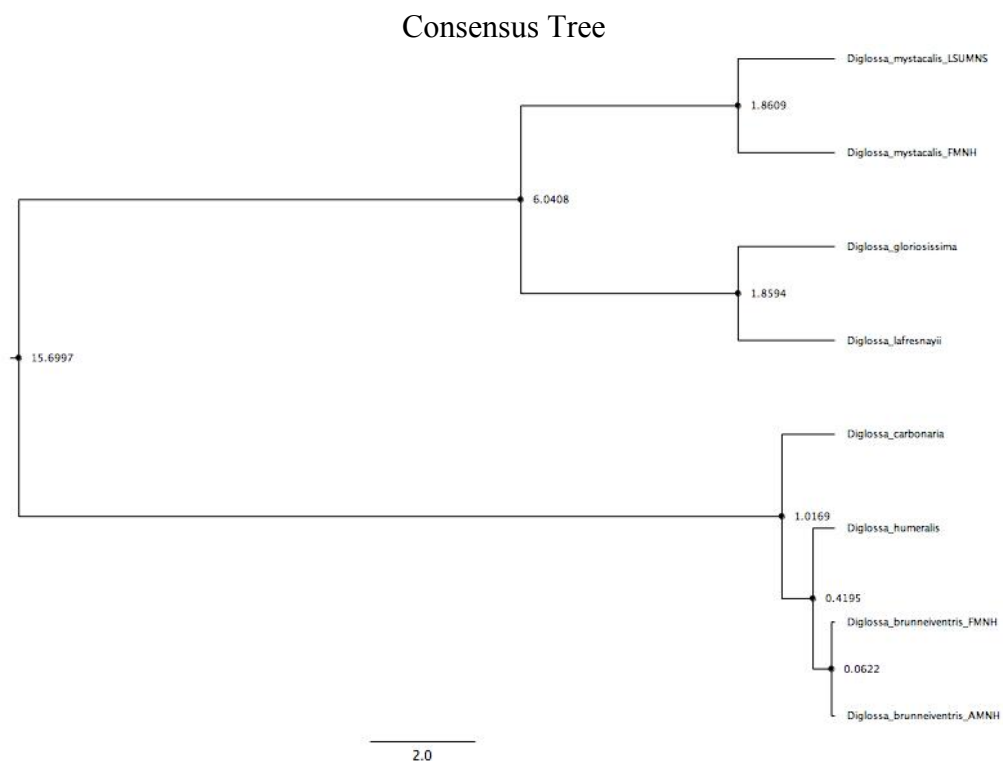 Consensus Tree
Diglossa_mystacalis_LSUMNS
1.8609
Diglossa_mystacalis_FMNH
6.0408
Diglossa_gloriosissima
1.8594
Diglossa_lafresnayii
15.6997
Diglossa_carbonaria
1.0169
Diglossa_humeralis
0.4195
Diglossa_brunneiventris_FMNH
0.0622
Diglossa_brunneiventris_AMNH
2.0